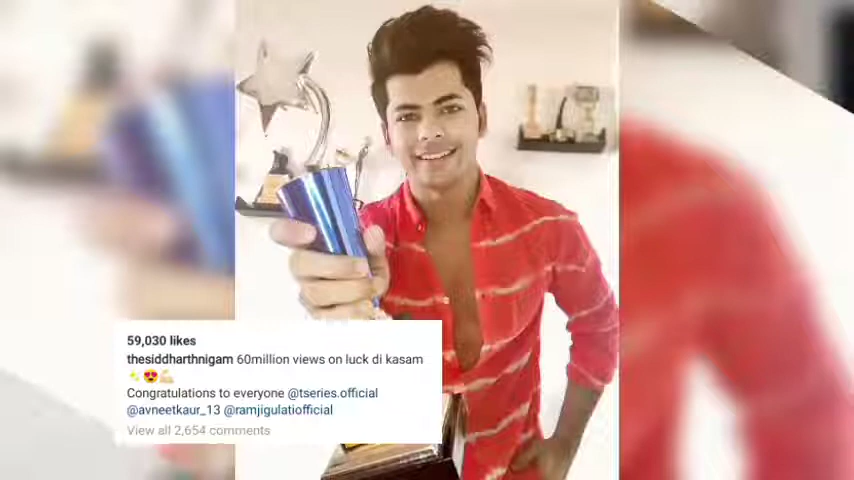 59,030 likes
thesiddharthnigam 60million views on luck di kasam
✨😍💪🏻
Congratulations to everyone @tseries.official
@avneetkaur_13 @ramjigulatiofficial
View all 2,654 comments